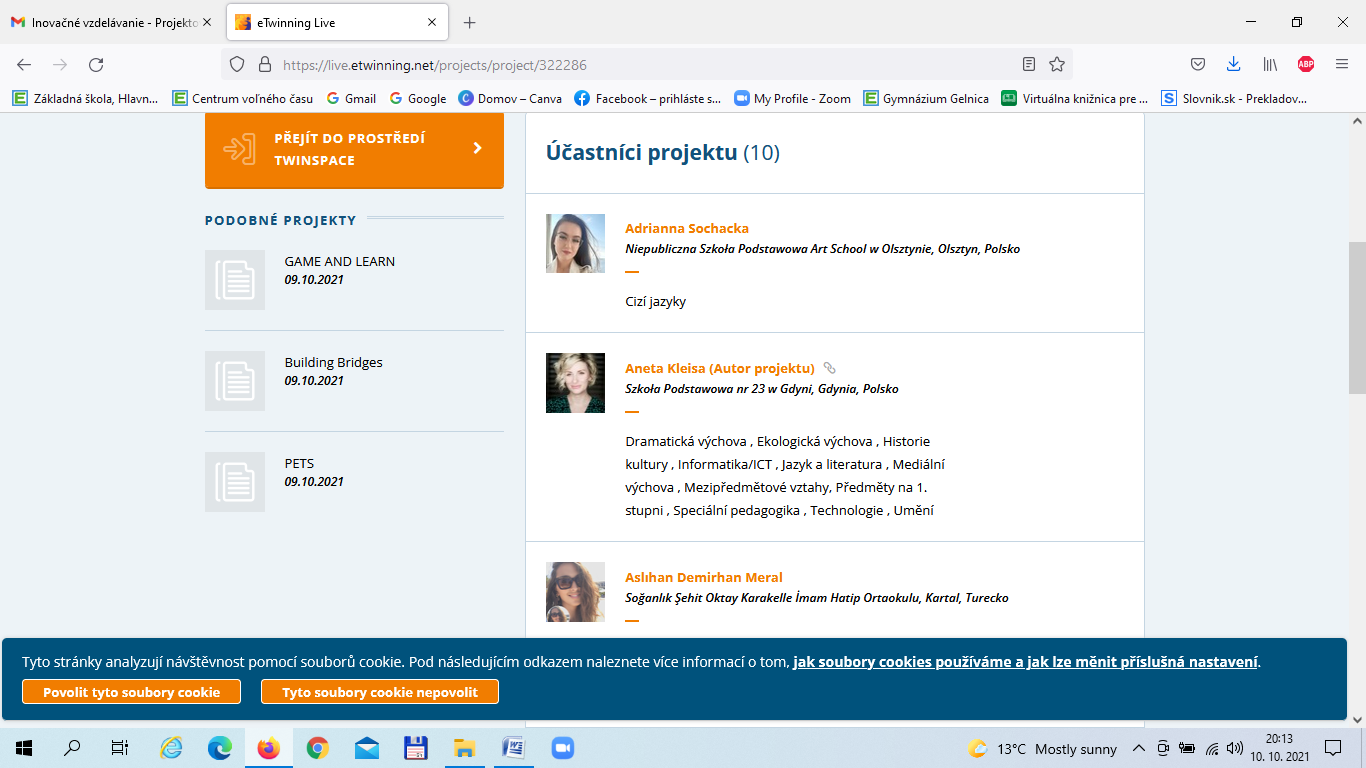 Inovačné vzdelávanie - Projekto
eTwinning Live
https://live.etwinning.net/projects/project/322286
ABP
Základná škola, Hlavn...
Centrum voľného času
Gmail
Google
Domov – Canva
Facebook – prihláste s...
My Profile - Zoom
Gymnázium Gelnica
Virtuálna knižnica pre ...
Slovnik.sk - Prekladov...
PŘEJÍT DO PROSTŘEDÍ
TWINSPACE
PODOBNÉ PROJEKTY
GAME AND LEARN
09.10.2021
Building Bridges
09.10.2021
PETS
09.10.2021
Účastníci projektu (10)
Adrianna Sochacka
Niepubliczna Szkoła Podstawowa Art School w Olsztynie, Olsztyn, Polsko
Cizí jazyky
Aneta Kleisa (Autor projektu)
Szkoła Podstawowa nr 23 w Gdyni, Gdynia, Polsko
Dramatická výchova , Ekologická výchova , Historie
kultury , Informatika/ICT , Jazyk a literatura , Mediální
výchova , Mezipředmětové vztahy, Předměty na 1.
stupni , Speciální pedagogika , Technologie , Umění
Aslıhan Demirhan Meral
Soğanlık Şehit Oktay Karakelle İmam Hatip Ortaokulu, Kartal, Turecko
Tyto stránky analyzují návštěvnost pomocí souborů cookie. Pod následujícím odkazem naleznete více informací o tom, jak soubory cookies používáme a jak lze měnit příslušná nastavení.
Povolit tyto soubory cookie
Tyto soubory cookie nepovolit
13°C Mostly sunny
20:13
10. 10. 2021